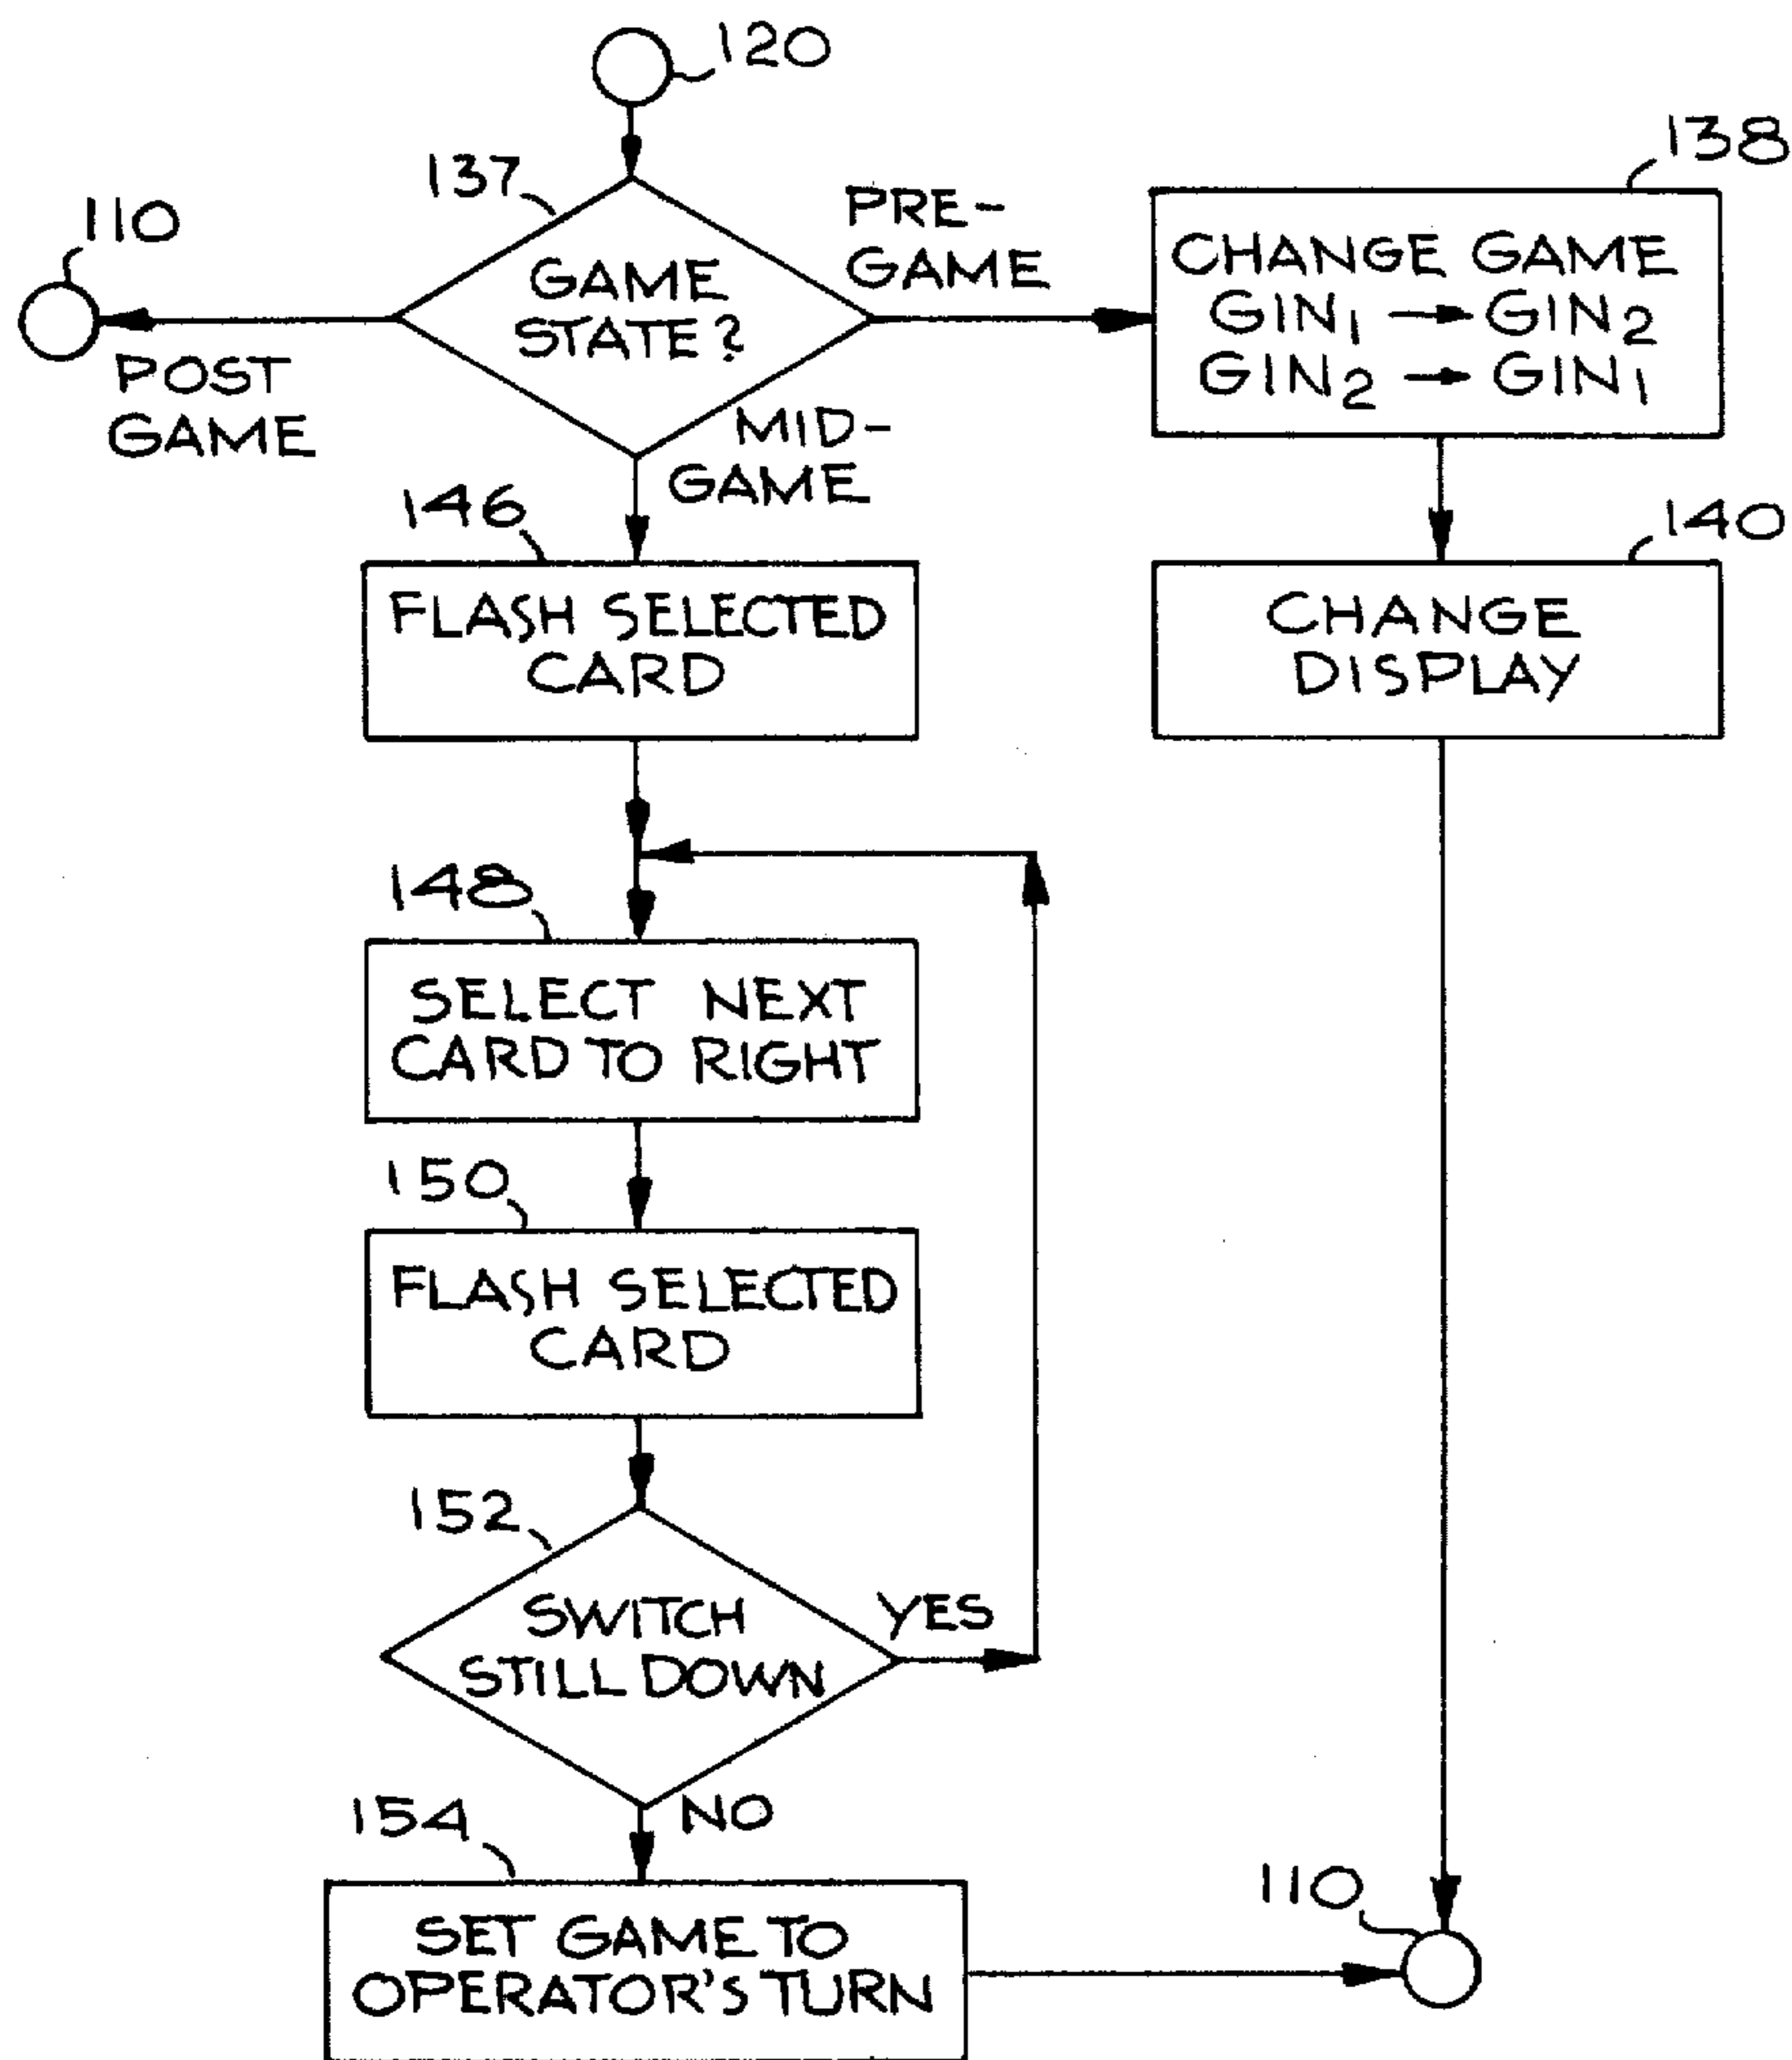 120
137
138
110
PRE-
GAME
GAME
STATE?
CHANGE GAME
GIN₁ → GIN₂
GIN₂ → GIN₁
POST
GAME
MID-
GAME
146
140
FLASH SELECTED
CARD
CHANGE
DISPLAY
148
SELECT NEXT
CARD TO RIGHT
150
FLASH SELECTED
CARD
152
SWITCH
STILL DOWN
YES
NO
154
110
SET GAME TO
OPERATOR'S TURN